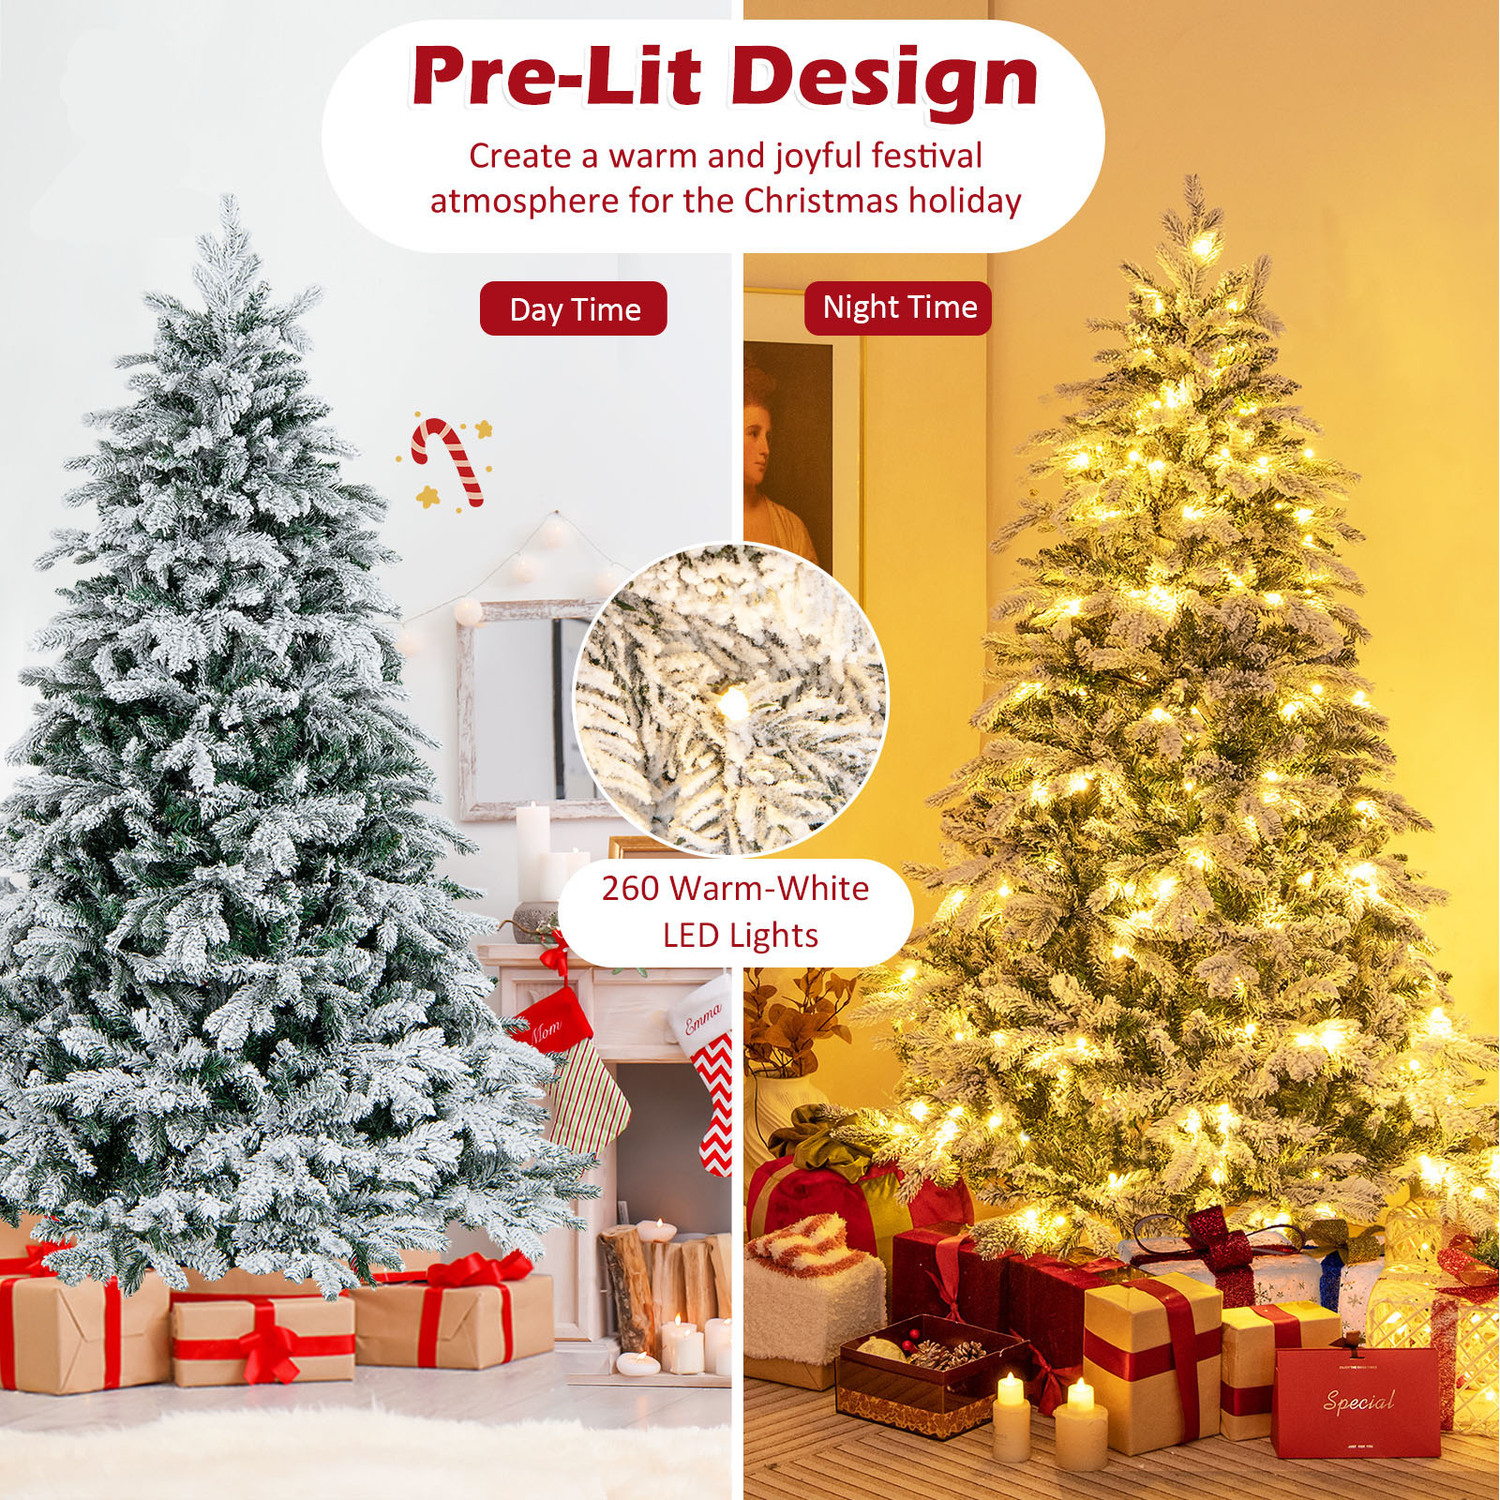 Pre-Lit Design
Create a warm and joyful festival
atmosphere for the Christmas holiday
Day Time
Night Time
260 Warm-White
LED Lights
Mom
Emma
Special